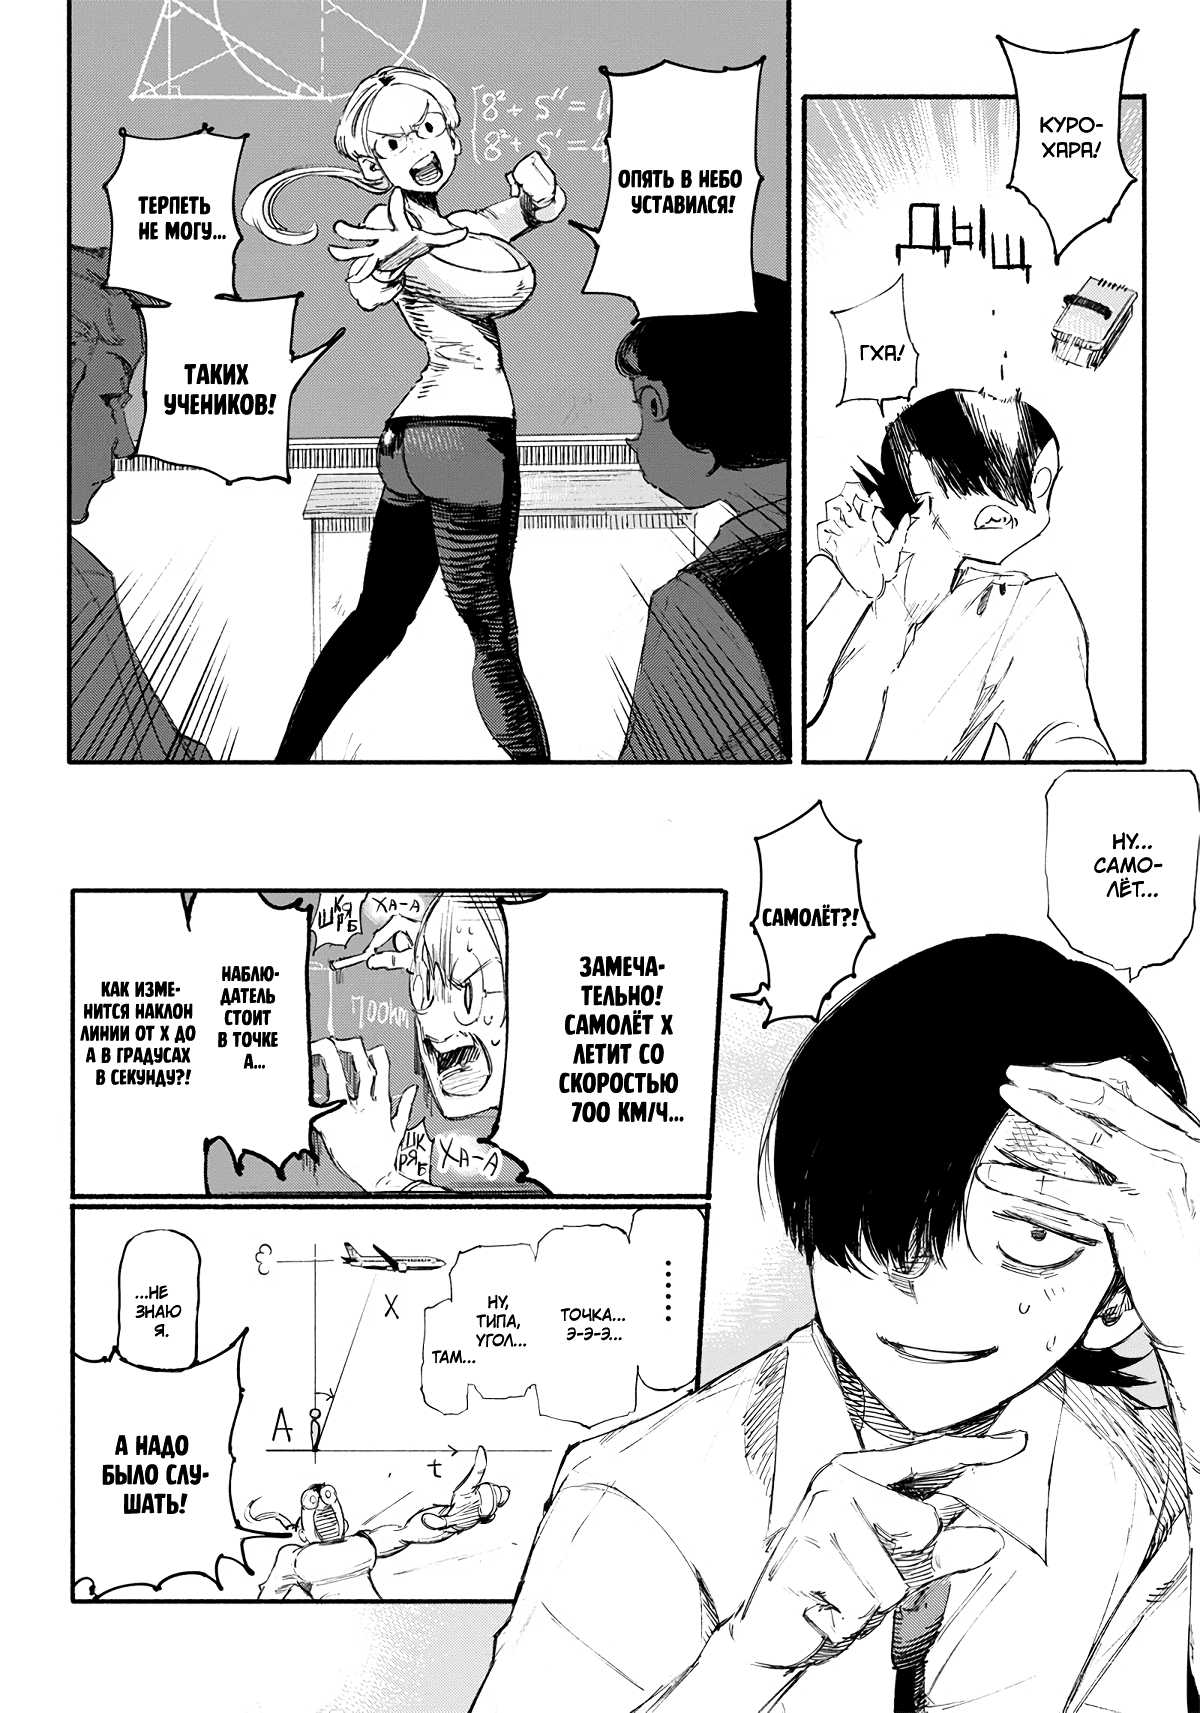 КУРО-
ХАРА!
ДЫЩ
ГХА!
ОПЯТЬ В НЕБО
УСТАВИЛСЯ!
ТЕРПЕТЬ
НЕ МОГУ...
ТАКИХ
УЧЕНИКОВ!
НУ...
САМО-
ЛЁТ...
САМОЛЁТ?!
ЗАМЕЧА-
ТЕЛЬНО!
САМОЛЁТ X
ЛЕТИТ СО
СКОРОСТЬЮ
700 КМ/Ч...
ШКРЯБ
ХА-А
700км
ШКРЯБ
ХА-А
НАБЛЮ-
ДАТЕЛЬ
СТОИТ
В ТОЧКЕ
А...
КАК ИЗМЕ-
НИТСЯ НАКЛОН
ЛИНИИ ОТ X ДО
А В ГРАДУСАХ
В СЕКУНДУ?!
......
ТОЧКА...
Э-Э-Э...
НУ,
ТИПА,
УГОЛ...
ТАМ...
X
A
t
...НЕ
ЗНАЮ
Я.
А НАДО
БЫЛО СЛУ-
ШАТЬ!